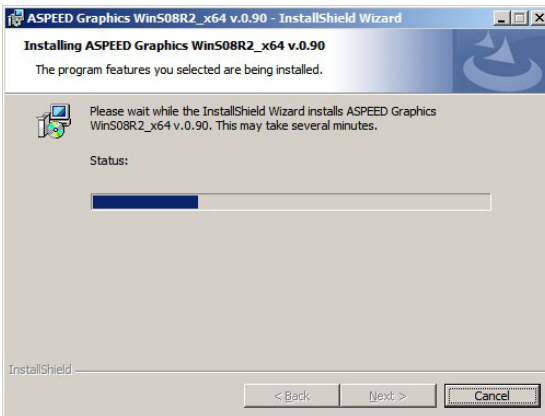 ASPEED Graphics WinS08R2_x64 v.0.90 - InstallShield Wizard
Installing ASPEED Graphics WinS08R2_x64 v.0.90
The program features you selected are being installed.
Please wait while the InstallShield Wizard installs ASPEED Graphics
WinS08R2_x64 v.0.90. This may take several minutes.
Status:
InstallShield
< Back
Next >
Cancel